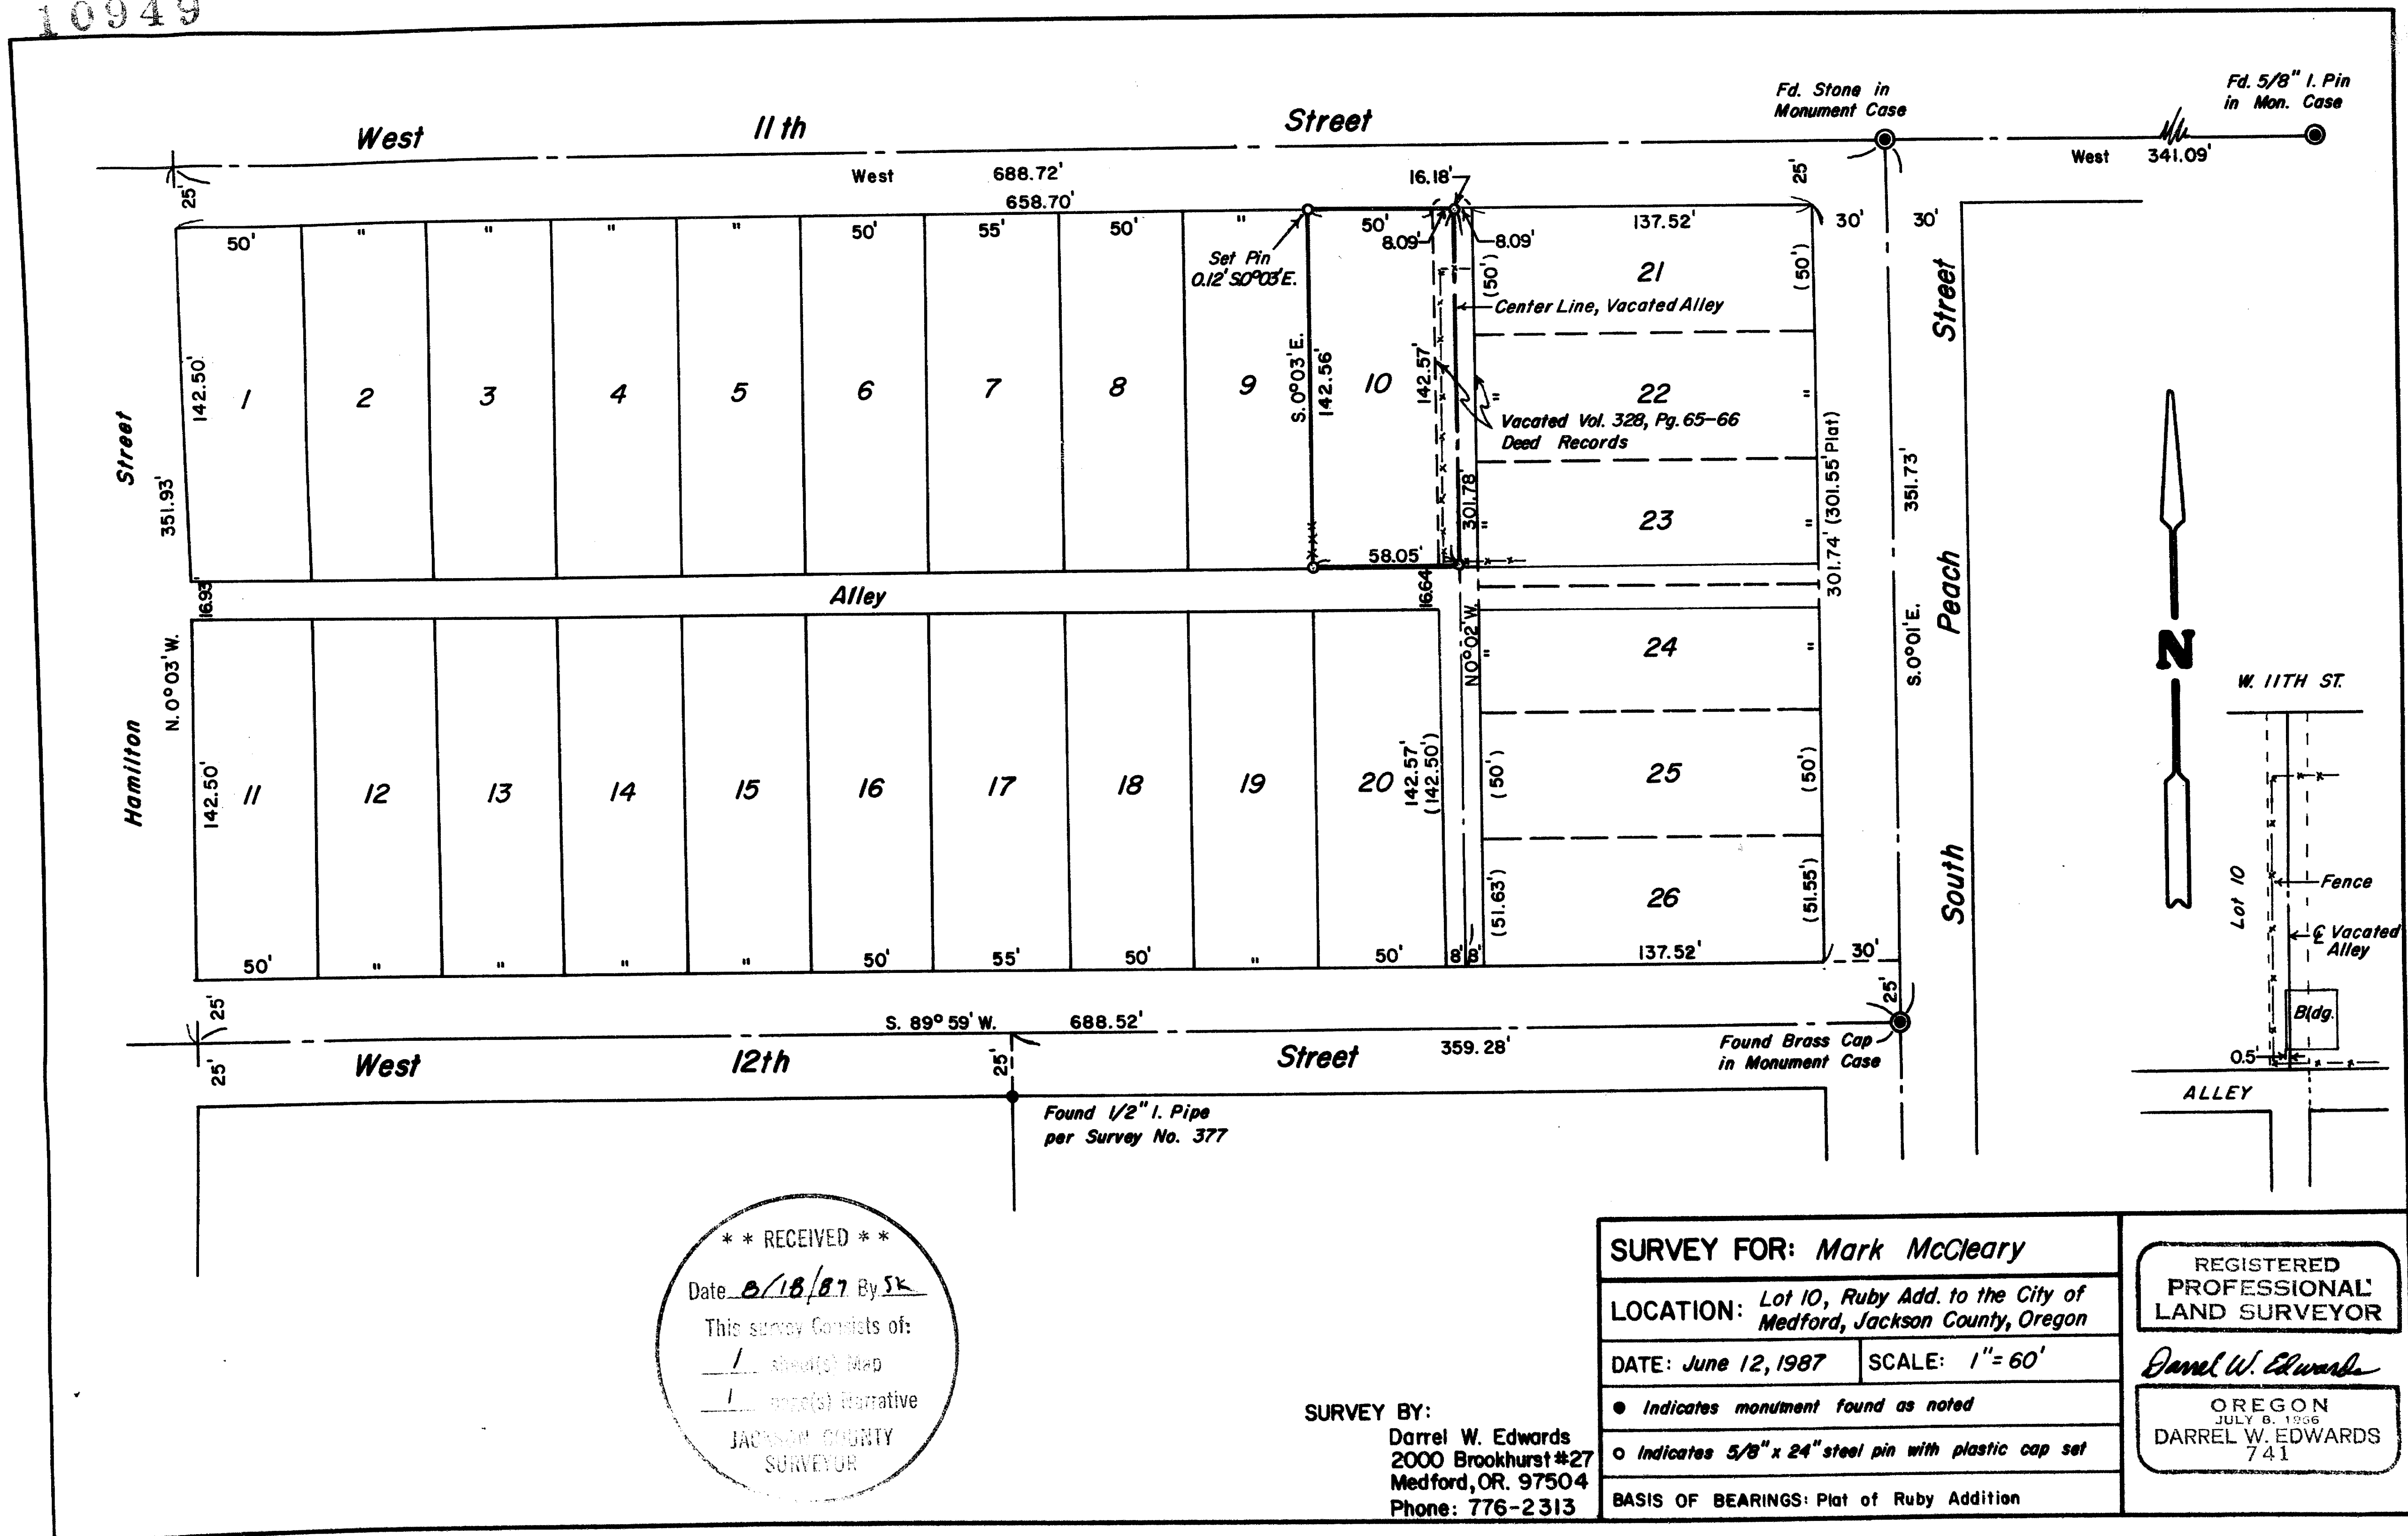 10949
Fd. Stone in
Monument Case
Fd. 5/8" I. Pin
in Mon. Case
West 11th Street
West 688.72'
West 341.09'
658.70'
16.18'
25'
25'
50' " " " " 50' 55' 50' " 50'
8.09'
8.09'
137.52'
30'
30'
Set Pin
0.12' S.0°03'E.
(50')
(50')
21
Center Line, Vacated Alley
Street
142.50'
1 2 3 4 5 6 7 8 9 10
S. 0°03' E.
142.56'
142.57'
" 22 "
Vacated Vol. 328, Pg. 65-66
Deed Records
Street
351.93'
301.78'
" 23 "
301.74' (301.55' Plat)
351.73'
58.05'
16.93'
Alley
16.64'
N.0°02'W.
" 24 "
S. 0°01' E.
Peach
N
N. 0°03' W.
Hamilton
142.50'
11 12 13 14 15 16 17 18 19 20
142.57'
(142.50')
(50')
25
(50')
(51.63')
26
(51.55')
South
50' " " " " 50' 55' 50' " 50'
8' 8'
137.52'
30'
25'
25'
S. 89° 59' W. 688.52'
25'
25'
West 12th Street
359.28'
Found Brass Cap
in Monument Case
Found 1/2" I. Pipe
per Survey No. 377
W. 11TH ST.
Lot 10
Fence
℄ Vacated
Alley
Bldg.
0.5'
ALLEY
* * RECEIVED * *
Date 8/18/87 By SK
This survey Consists of:
1 sheet(s) Map
1 page(s) Narrative
JACKSON COUNTY
SURVEYOR
SURVEY BY:
Darrel W. Edwards
2000 Brookhurst #27
Medford, OR. 97504
Phone: 776-2313
SURVEY FOR: Mark McCleary
LOCATION: Lot 10, Ruby Add. to the City of
Medford, Jackson County, Oregon
DATE: June 12, 1987
SCALE: 1"= 60'
● Indicates monument found as noted
o Indicates 5/8" x 24" steel pin with plastic cap set
BASIS OF BEARINGS: Plat of Ruby Addition
REGISTERED
PROFESSIONAL
LAND SURVEYOR
Darrel W. Edwards
OREGON
JULY 8, 1966
DARREL W. EDWARDS
741